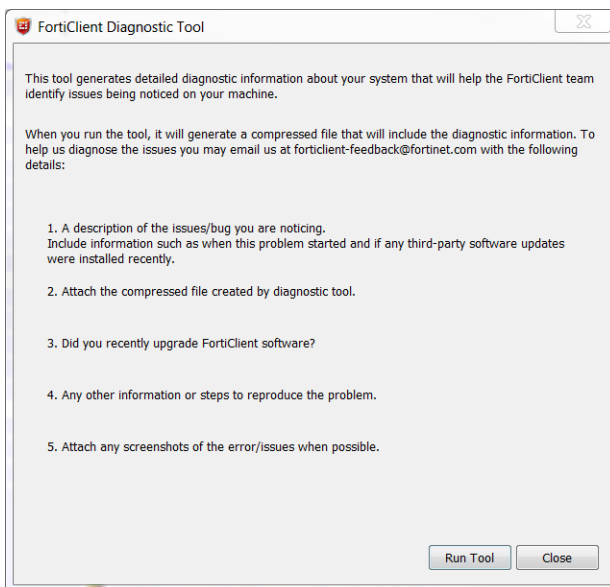 FortiClient Diagnostic Tool
This tool generates detailed diagnostic information about your system that will help the FortiClient team
identify issues being noticed on your machine.
When you run the tool, it will generate a compressed file that will include the diagnostic information. To
help us diagnose the issues you may email us at forticlient-feedback@fortinet.com with the following
details:
1. A description of the issues/bug you are noticing.
Include information such as when this problem started and if any third-party software updates
were installed recently.
2. Attach the compressed file created by diagnostic tool.
3. Did you recently upgrade FortiClient software?
4. Any other information or steps to reproduce the problem.
5. Attach any screenshots of the error/issues when possible.
Run Tool Close